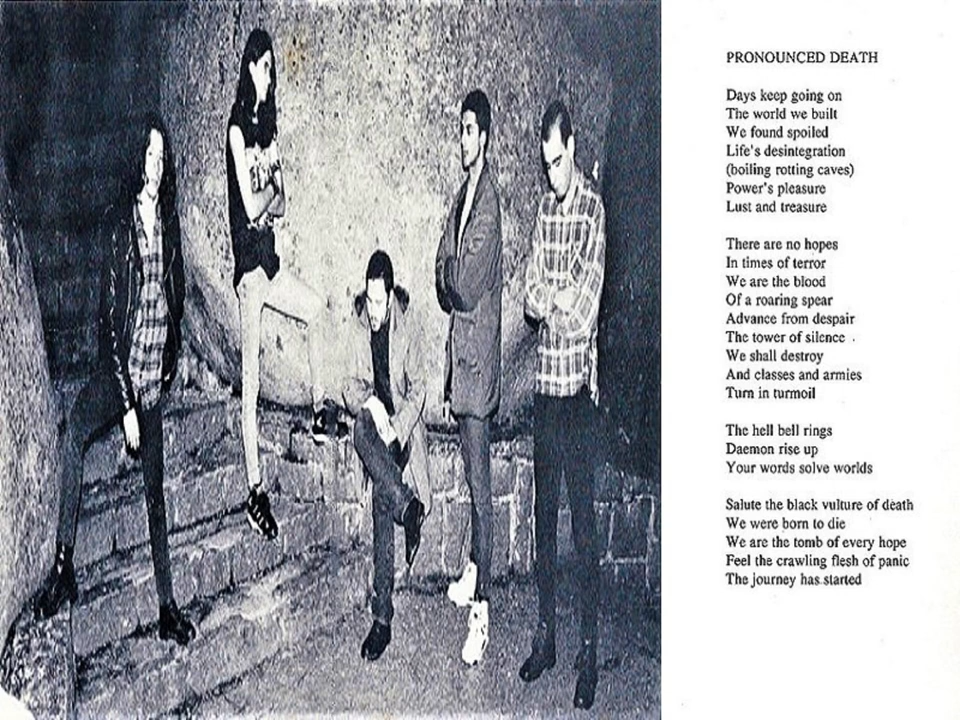 PRONOUNCED DEATH
Days keep going on
The world we built
We found spoiled
Life's desintegration
(boiling rotting caves)
Power's pleasure
Lust and treasure
There are no hopes
In times of terror
We are the blood
Of a roaring spear
Advance from despair
The tower of silence
We shall destroy
And classes and armies
Turn in turmoil
The hell bell rings
Daemon rise up
Your words solve worlds
Salute the black vulture of death
We were born to die
We are the tomb of every hope
Feel the crawling flesh of panic
The journey has started